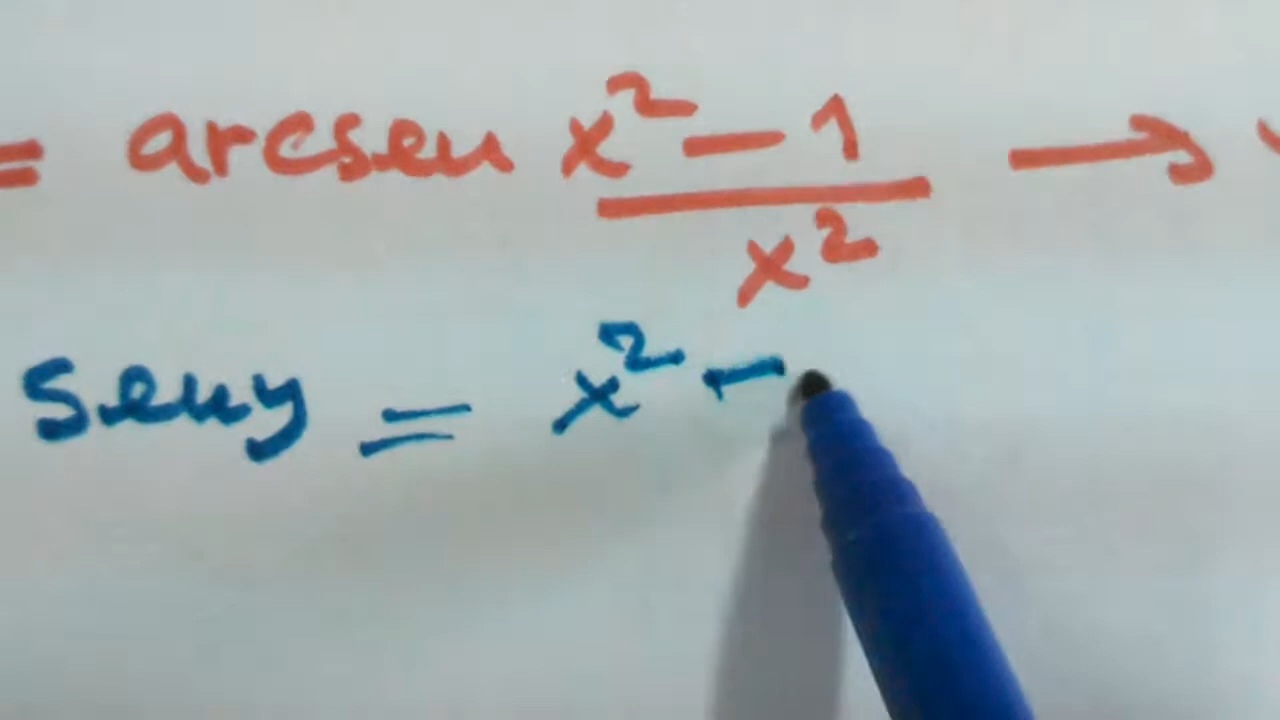 = arcsen x² - 1 →
x²
seny = x² -